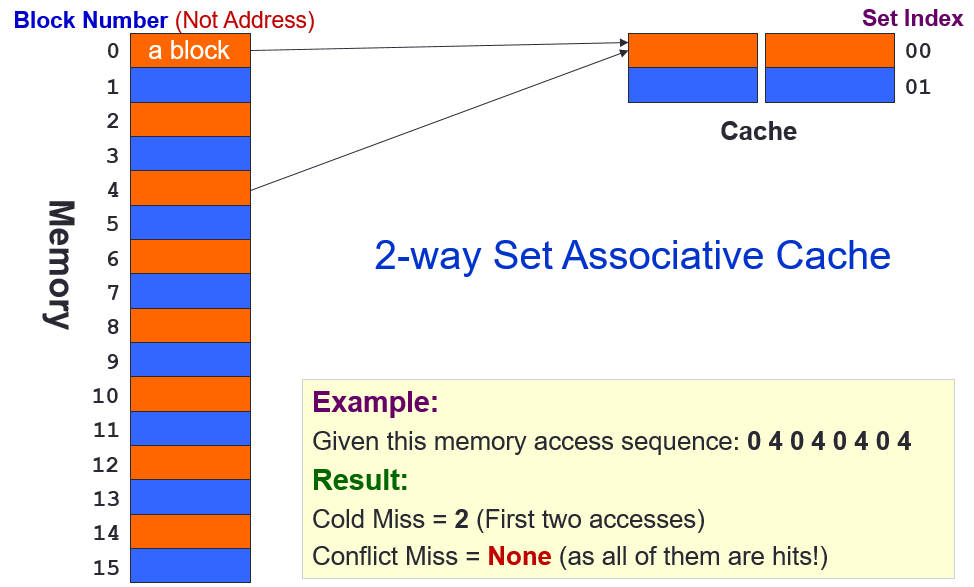 Block Number (Not Address)
Set Index
0 a block
00
1
01
2
Cache
3
4
Memory
5
2-way Set Associative Cache
6
7
8
9
10
11
12
13
14
15
Example:
Given this memory access sequence: 0 4 0 4 0 4 0 4
Result:
Cold Miss = 2 (First two accesses)
Conflict Miss = None (as all of them are hits!)